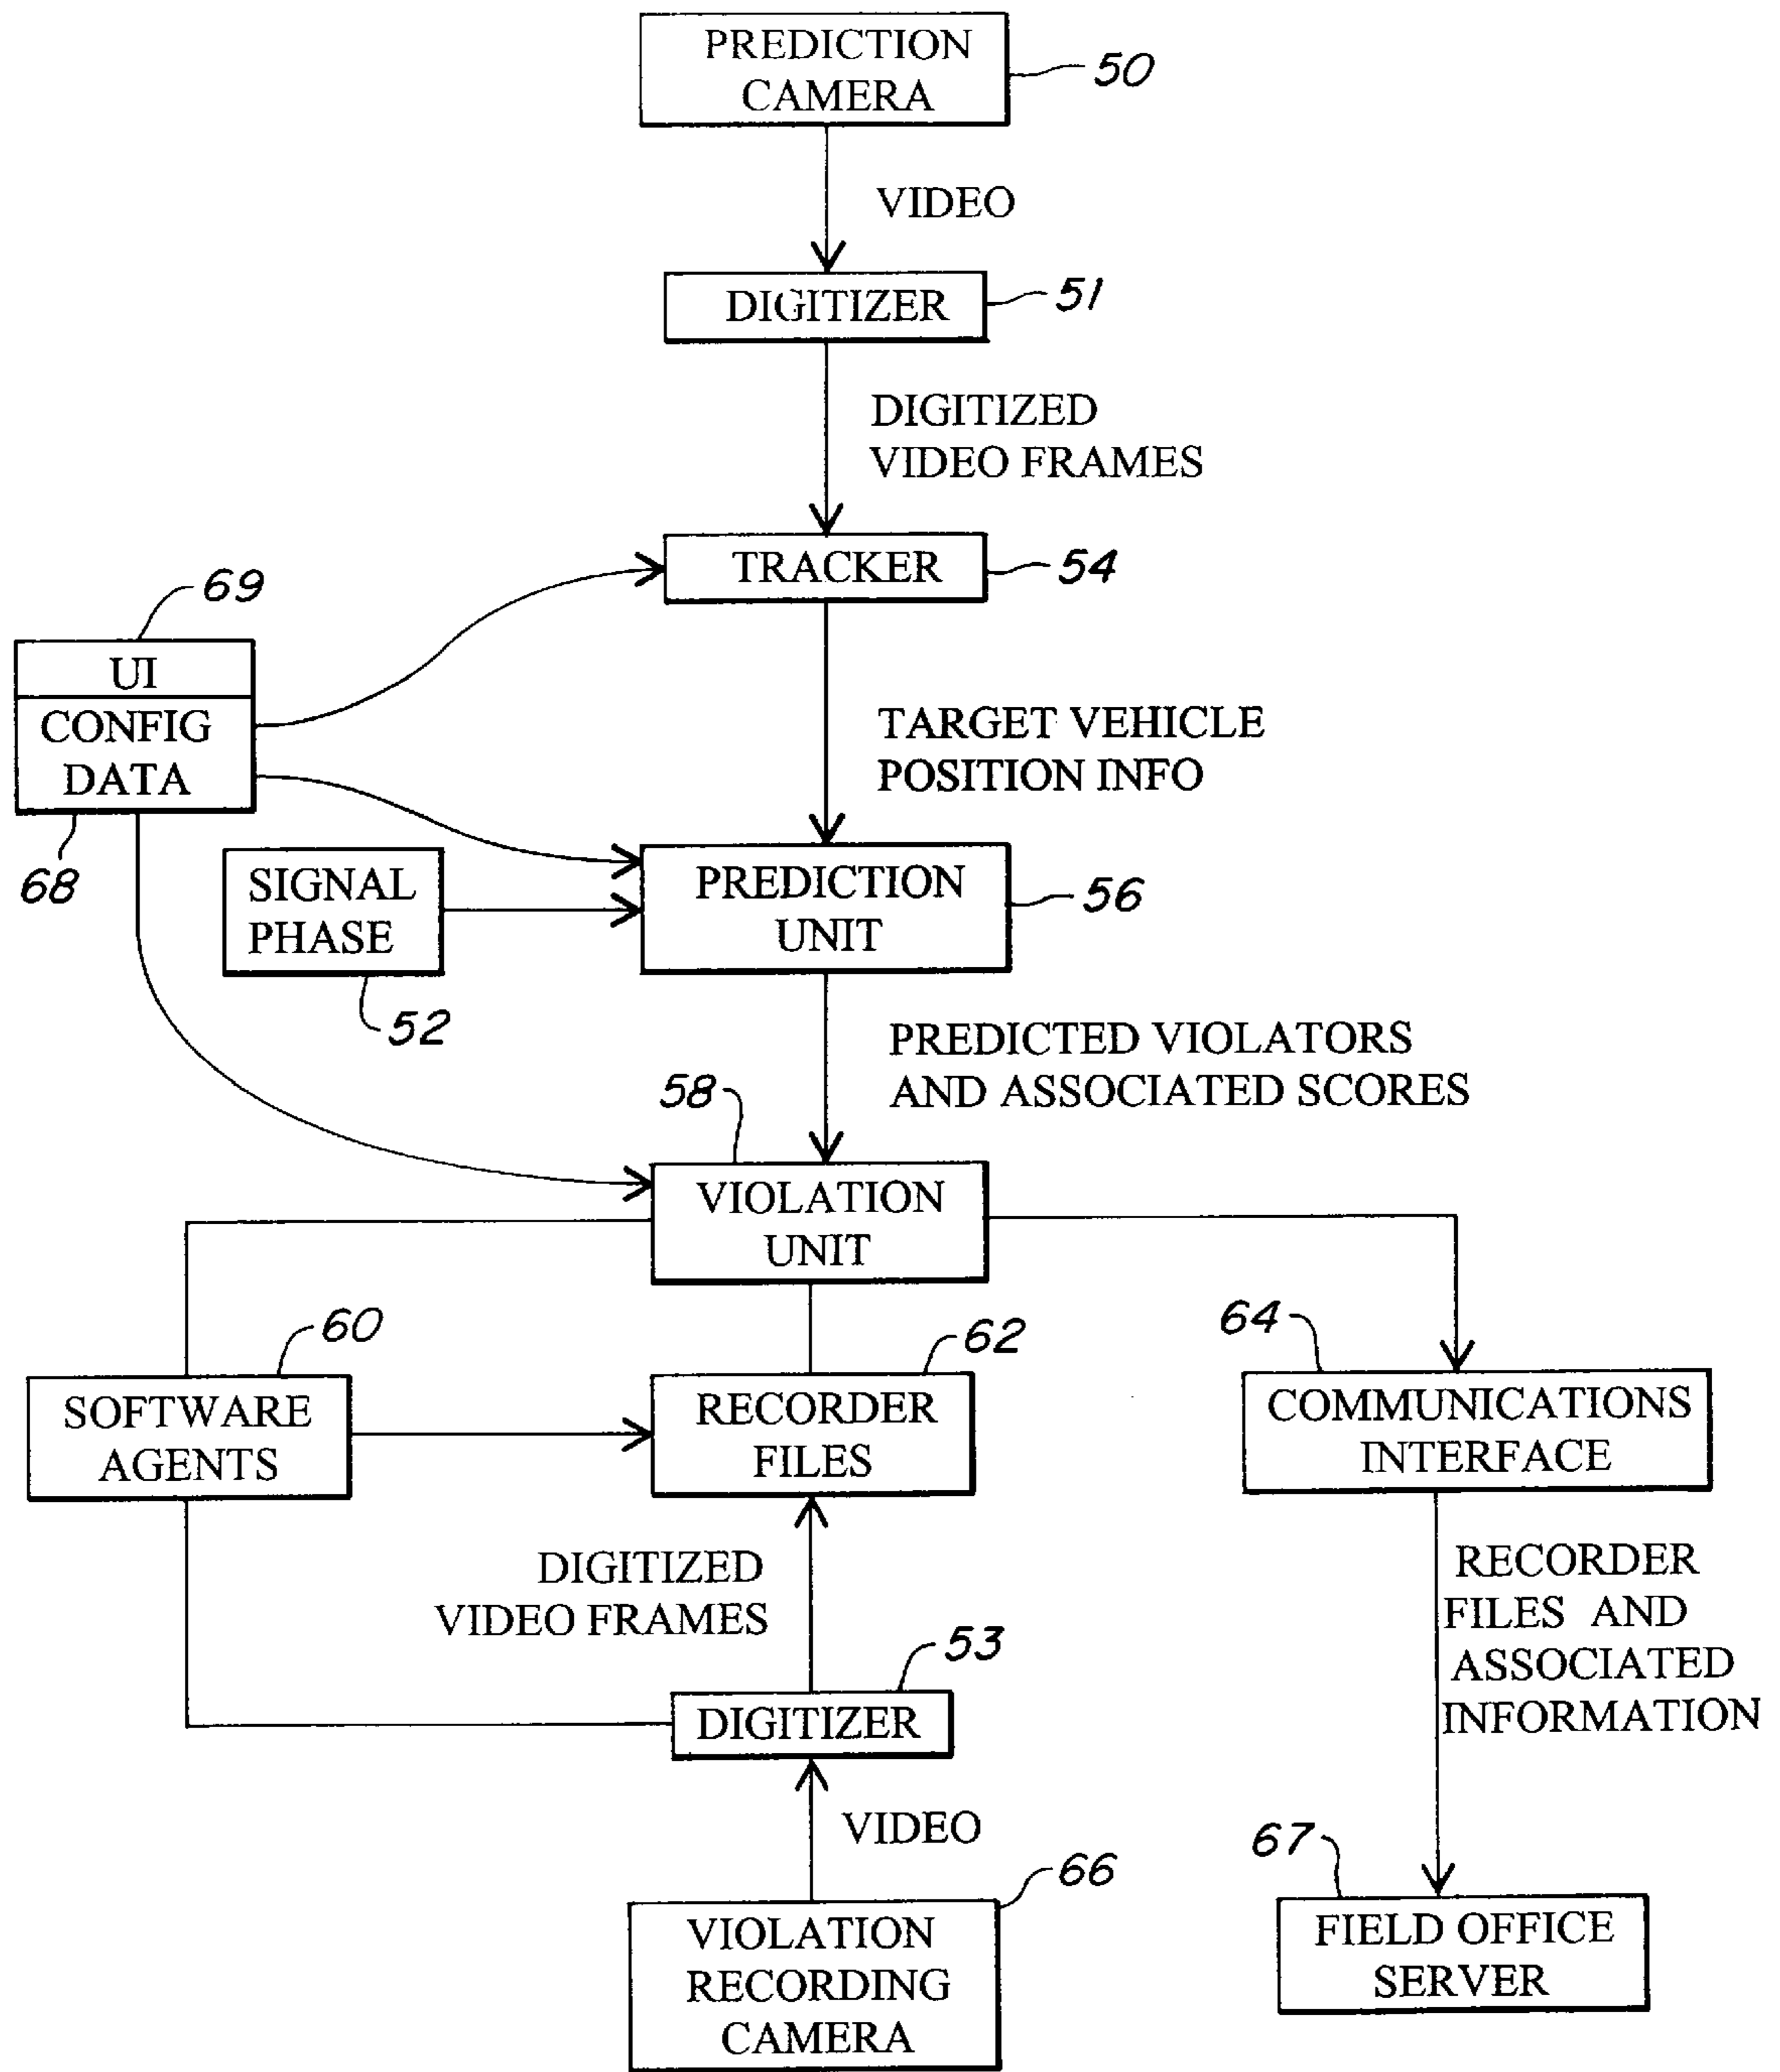 PREDICTION
CAMERA
50
VIDEO
DIGITIZER
51
DIGITIZED
VIDEO FRAMES
TRACKER
54
69
UI
CONFIG
DATA
68
TARGET VEHICLE
POSITION INFO
SIGNAL
PHASE
52
PREDICTION
UNIT
56
PREDICTED VIOLATORS
AND ASSOCIATED SCORES
58
VIOLATION
UNIT
60
SOFTWARE
AGENTS
62
RECORDER
FILES
64
COMMUNICATIONS
INTERFACE
DIGITIZED
VIDEO FRAMES
RECORDER
FILES AND
ASSOCIATED
INFORMATION
53
DIGITIZER
VIDEO
66
VIOLATION
RECORDING
CAMERA
67
FIELD OFFICE
SERVER